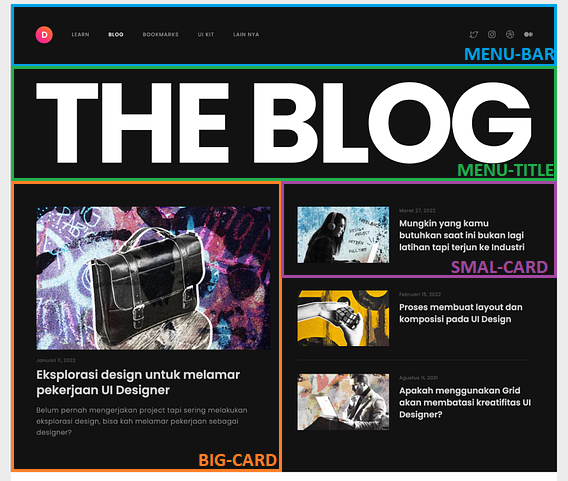 D LEARN BLOG BOOKMARKS UI KIT LAIN NYA
MENU-BAR
THE BLOG
MENU-TITLE
Januari 11, 2022
Eksplorasi design untuk melamar
pekerjaan UI Designer
Belum pernah mengerjakan project tapi sering melakukan
eksplorasi design, bisa kah melamar pekerjaan sebagai
designer?
BIG-CARD
Maret 27, 2022
Mungkin yang kamu
butuhkan saat ini bukan lagi
latihan tapi terjun ke Industri
SMAL-CARD
Februari 15, 2022
Proses membuat layout dan
komposisi pada UI Design
Agustus 11, 2021
Apakah menggunakan Grid
akan membatasi kreatifitas UI
Designer?